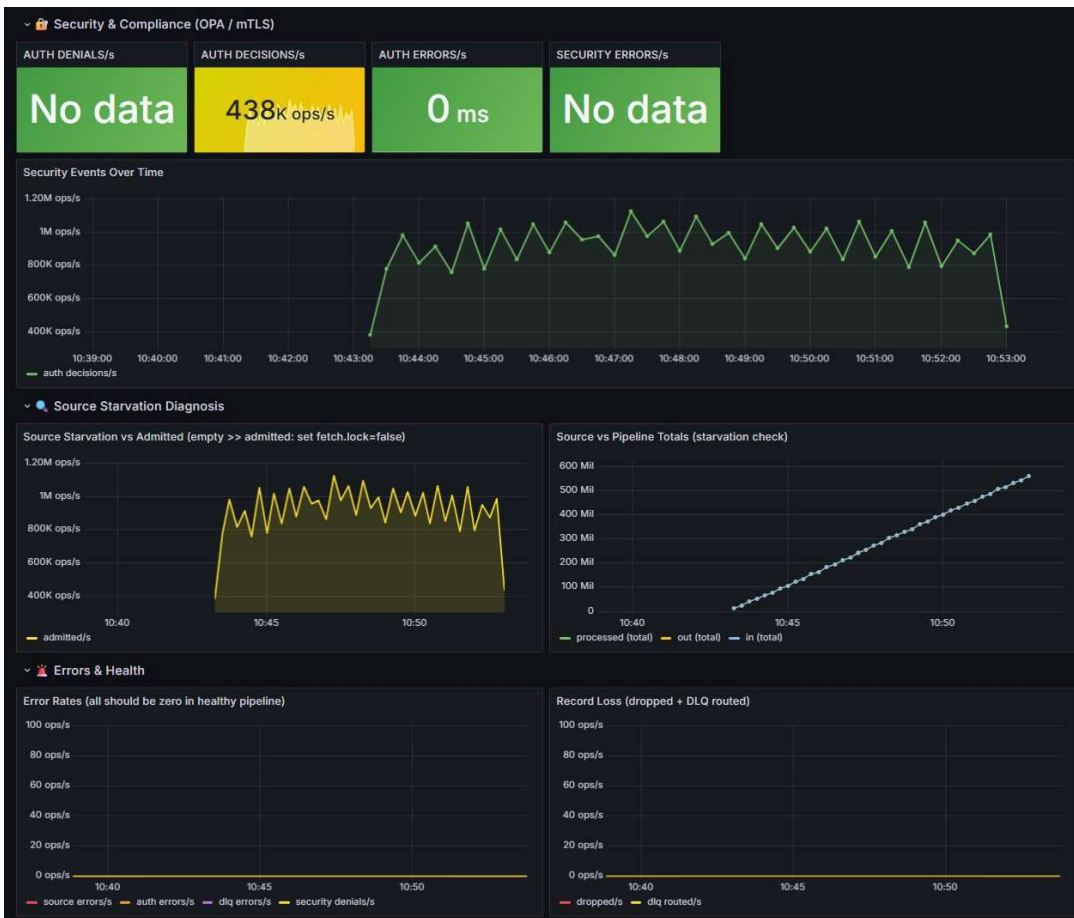 Security & Compliance (OPA / mTLS)
AUTH DENIALS/s
AUTH DECISIONS/s
AUTH ERRORS/s
SECURITY ERRORS/s
No data
438K ops/s
0 ms
No data
Security Events Over Time
1.20M ops/s
1M ops/s
800K ops/s
600K ops/s
400K ops/s
10:39:00 10:40:00 10:41:00 10:42:00 10:43:00 10:44:00 10:45:00 10:46:00 10:47:00 10:48:00 10:49:00 10:50:00 10:51:00 10:52:00 10:53:00
auth decisions/s
Source Starvation Diagnosis
Source Starvation vs Admitted (empty >> admitted: set fetch.lock=false)
1.20M ops/s
1M ops/s
800K ops/s
600K ops/s
400K ops/s
10:40 10:45 10:50
admitted/s
Source vs Pipeline Totals (starvation check)
600 Mil
500 Mil
400 Mil
300 Mil
200 Mil
100 Mil
0
10:40 10:45 10:50
processed (total) out (total) in (total)
Errors & Health
Error Rates (all should be zero in healthy pipeline)
100 ops/s
80 ops/s
60 ops/s
40 ops/s
20 ops/s
0 ops/s
10:40 10:45 10:50
source errors/s auth errors/s dlq errors/s security denials/s
Record Loss (dropped + DLQ routed)
100 ops/s
80 ops/s
60 ops/s
40 ops/s
20 ops/s
0 ops/s
10:40 10:45 10:50
dropped/s dlq routed/s